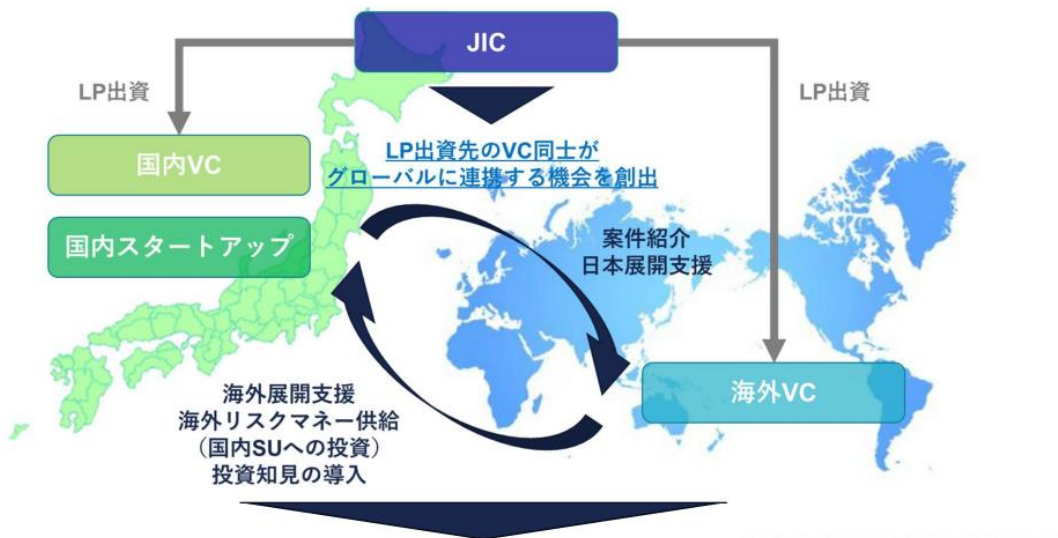 JIC
LP出資
LP出資
国内VC
LP出資先のVC同士が
グローバルに連携する機会を創出
国内スタートアップ
案件紹介
日本展開支援
海外VC
海外展開支援
海外リスクマネー供給
（国内SUへの投資）
投資知見の導入